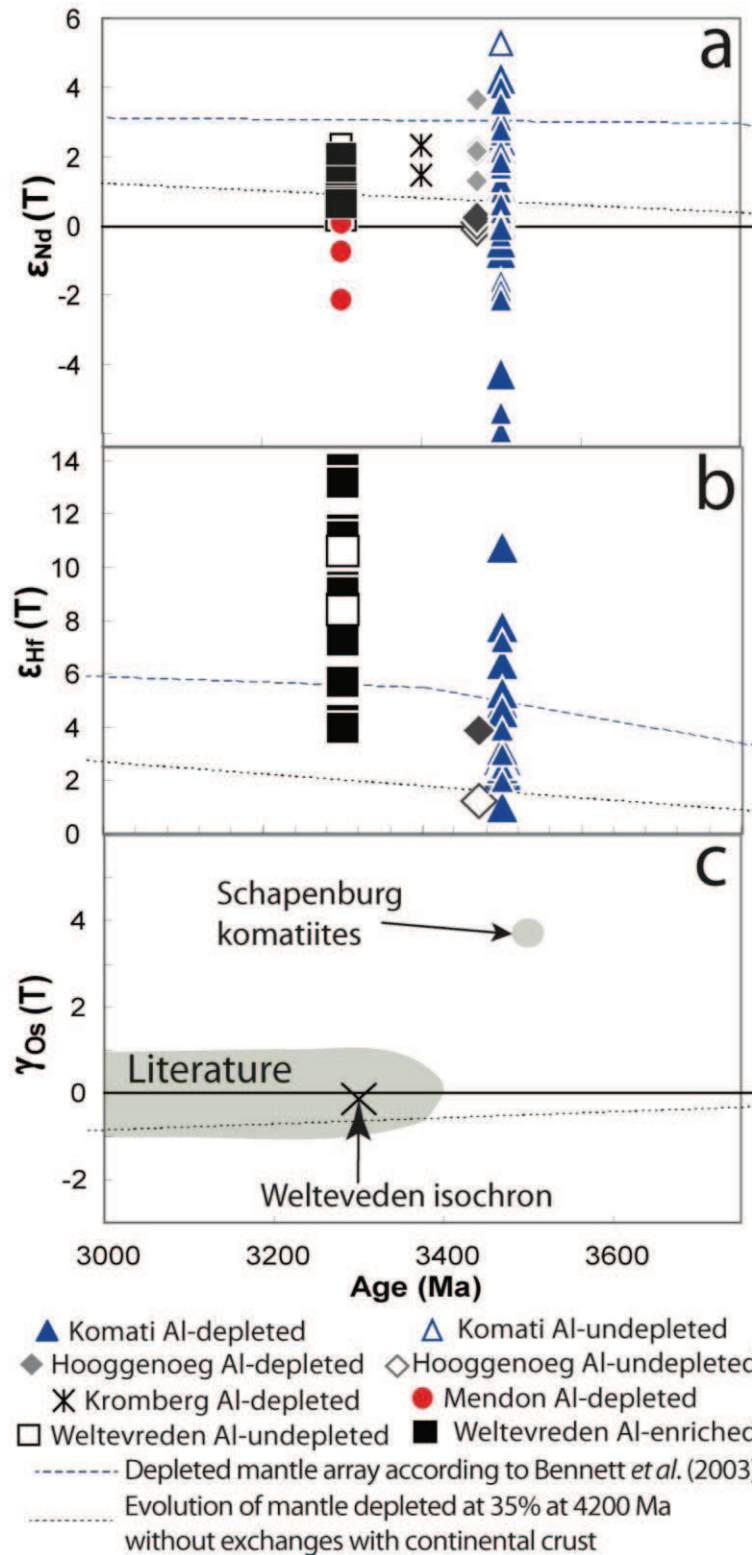 a
6
4
2
0
-2
-4
εNd (T)
b
14
12
10
8
6
4
2
0
εHf (T)
c
Schapenburg
komatiites
4
2
0
-2
γOs (T)
Literature
Welteveden isochron
3000 3200 3400 3600
Age (Ma)
Komati Al-depleted Komati Al-undepleted
Hooggenoeg Al-depleted Hooggenoeg Al-undepleted
Kromberg Al-depleted Mendon Al-depleted
Weltevreden Al-undepleted Weltevreden Al-enriched
Depleted mantle array according to Bennett et al. (2003)
Evolution of mantle depleted at 35% at 4200 Ma
without exchanges with continental crust